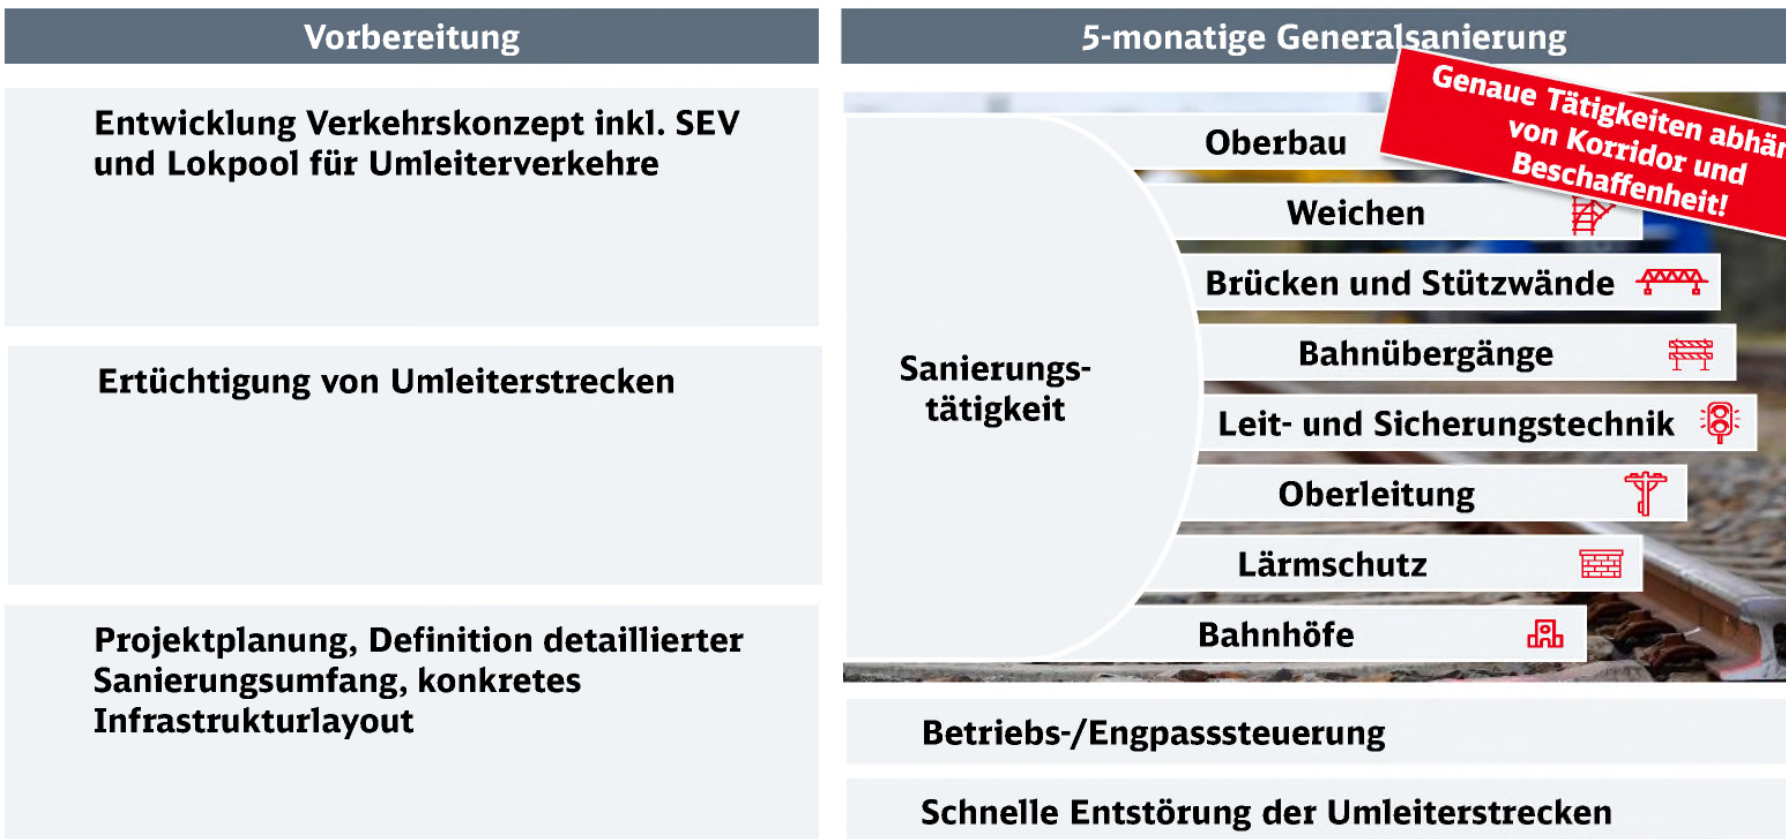 Vorbereitung
Entwicklung Verkehrskonzept inkl. SEV
und Lokpool für Umleiterverkehre
Ertüchtigung von Umleiterstrecken
Projektplanung, Definition detaillierter
Sanierungsumfang, konkretes
Infrastrukturlayout
5-monatige Generalsanierung
Genaue Tätigkeiten abhän
von Korridor und
Beschaffenheit!
Sanierungs-
tätigkeit
Oberbau
Weichen
Brücken und Stützwände
Bahnübergänge
Leit- und Sicherungstechnik
Oberleitung
Lärmschutz
Bahnhöfe
Betriebs-/Engpasssteuerung
Schnelle Entstörung der Umleiterstrecken